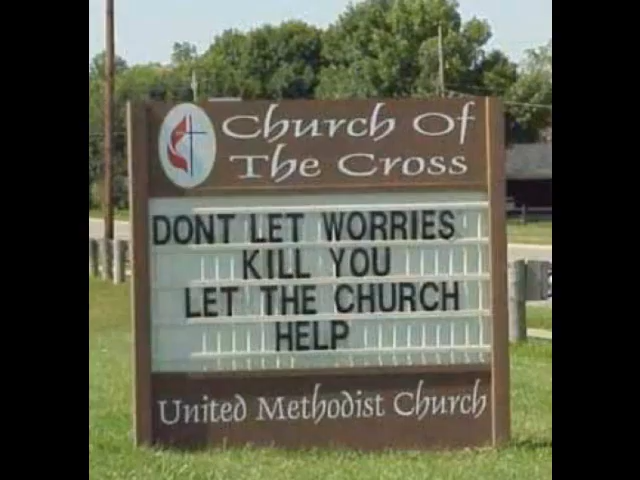 Church Of
The Cross
DONT LET WORRIES
KILL YOU
LET THE CHURCH
HELP
United Methodist Church